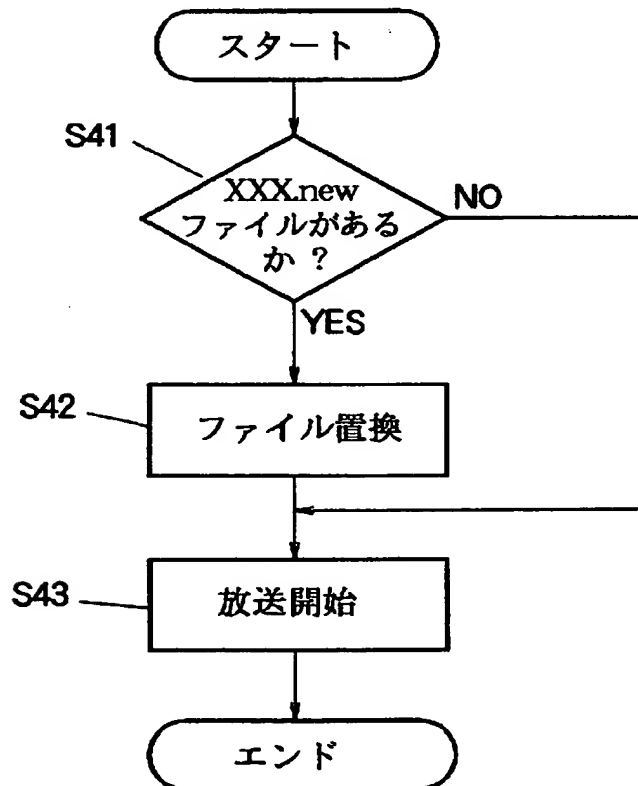 スタート
S41
XXX.new
ファイルがある
か ?
NO
YES
S42
ファイル置換
S43
放送開始
エンド